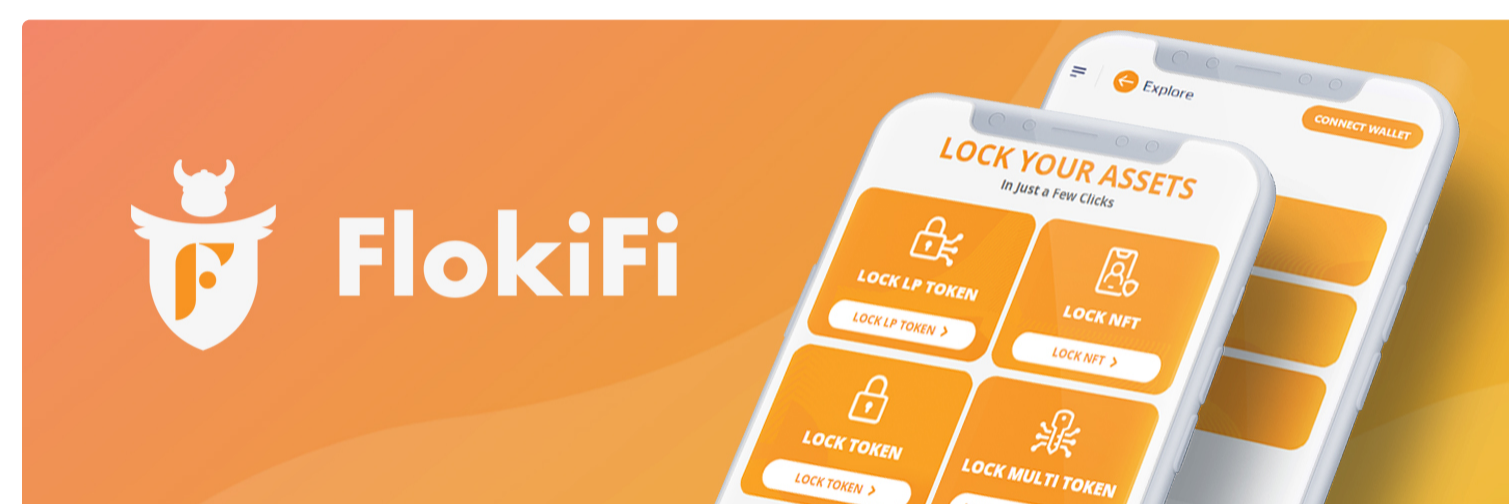 FlokiFi
Explore
CONNECT WALLET
LOCK YOUR ASSETS
In Just a Few Clicks
LOCK LP TOKEN
LOCK LP TOKEN >
LOCK NFT
LOCK NFT >
LOCK TOKEN
LOCK TOKEN >
LOCK MULTI TOKEN